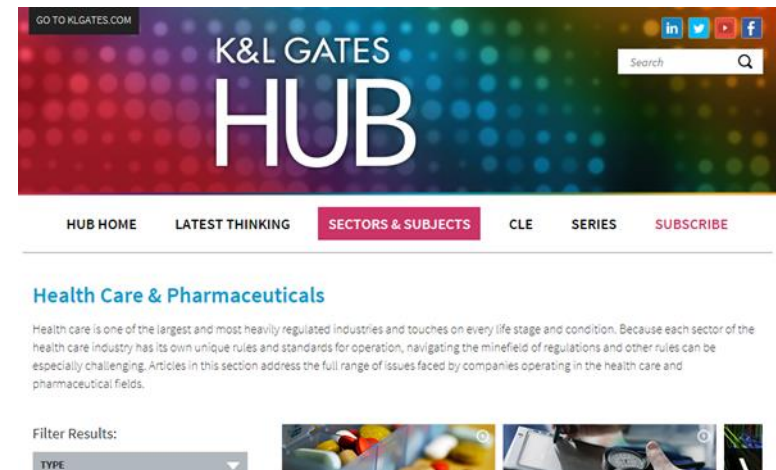 GO TO KLGATES.COM
K&L GATES
HUB
Search
HUB HOME LATEST THINKING SECTORS & SUBJECTS CLE SERIES SUBSCRIBE
Health Care & Pharmaceuticals
Health care is one of the largest and most heavily regulated industries and touches on every life stage and condition. Because each sector of the
health care industry has its own unique rules and standards for operation, navigating the minefield of regulations and other rules can be
especially challenging. Articles in this section address the full range of issues faced by companies operating in the health care and
pharmaceutical fields.
Filter Results:
TYPE